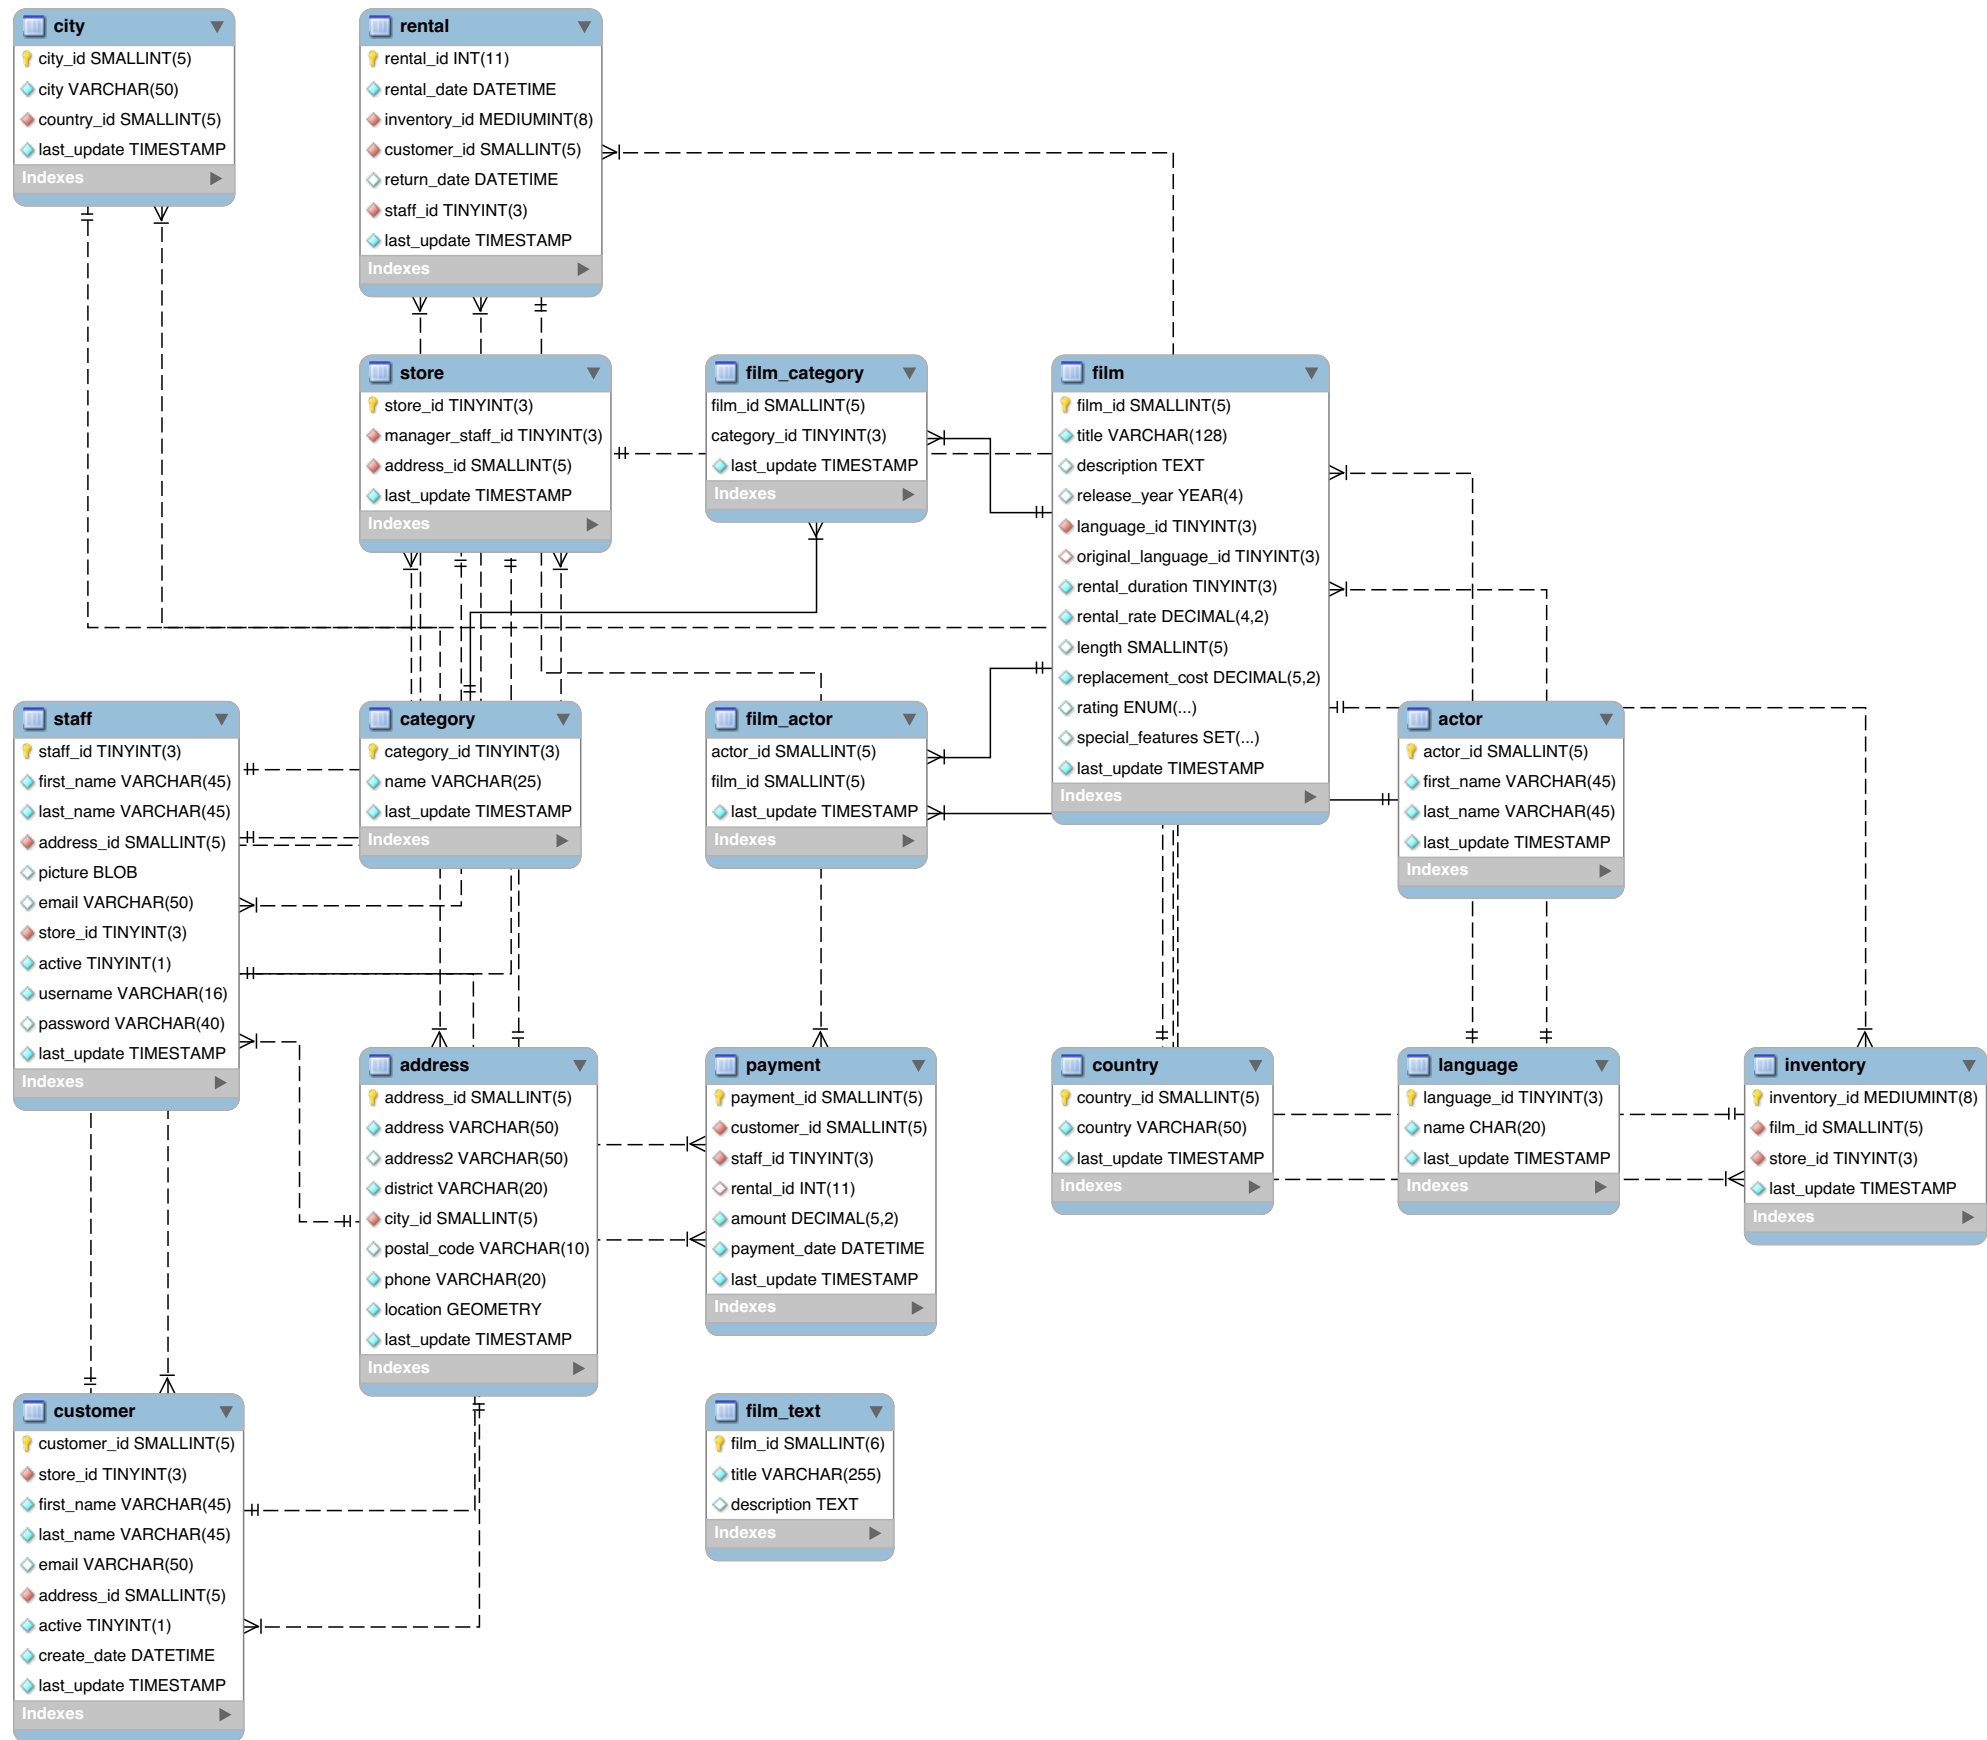 city
city_id SMALLINT(5)
city VARCHAR(50)
country_id SMALLINT(5)
last_update TIMESTAMP
Indexes
rental
rental_id INT(11)
rental_date DATETIME
inventory_id MEDIUMINT(8)
customer_id SMALLINT(5)
return_date DATETIME
staff_id TINYINT(3)
last_update TIMESTAMP
Indexes
store
store_id TINYINT(3)
manager_staff_id TINYINT(3)
address_id SMALLINT(5)
last_update TIMESTAMP
Indexes
film_category
film_id SMALLINT(5)
category_id TINYINT(3)
last_update TIMESTAMP
Indexes
film
film_id SMALLINT(5)
title VARCHAR(128)
description TEXT
release_year YEAR(4)
language_id TINYINT(3)
original_language_id TINYINT(3)
rental_duration TINYINT(3)
rental_rate DECIMAL(4,2)
length SMALLINT(5)
replacement_cost DECIMAL(5,2)
rating ENUM(...)
special_features SET(...)
last_update TIMESTAMP
Indexes
staff
staff_id TINYINT(3)
first_name VARCHAR(45)
last_name VARCHAR(45)
address_id SMALLINT(5)
picture BLOB
email VARCHAR(50)
store_id TINYINT(3)
active TINYINT(1)
username VARCHAR(16)
password VARCHAR(40)
last_update TIMESTAMP
Indexes
category
category_id TINYINT(3)
name VARCHAR(25)
last_update TIMESTAMP
Indexes
film_actor
actor_id SMALLINT(5)
film_id SMALLINT(5)
last_update TIMESTAMP
Indexes
actor
actor_id SMALLINT(5)
first_name VARCHAR(45)
last_name VARCHAR(45)
last_update TIMESTAMP
Indexes
address
address_id SMALLINT(5)
address VARCHAR(50)
address2 VARCHAR(50)
district VARCHAR(20)
city_id SMALLINT(5)
postal_code VARCHAR(10)
phone VARCHAR(20)
location GEOMETRY
last_update TIMESTAMP
Indexes
payment
payment_id SMALLINT(5)
customer_id SMALLINT(5)
staff_id TINYINT(3)
rental_id INT(11)
amount DECIMAL(5,2)
payment_date DATETIME
last_update TIMESTAMP
Indexes
country
country_id SMALLINT(5)
country VARCHAR(50)
last_update TIMESTAMP
Indexes
language
language_id TINYINT(3)
name CHAR(20)
last_update TIMESTAMP
Indexes
inventory
inventory_id MEDIUMINT(8)
film_id SMALLINT(5)
store_id TINYINT(3)
last_update TIMESTAMP
Indexes
customer
customer_id SMALLINT(5)
store_id TINYINT(3)
first_name VARCHAR(45)
last_name VARCHAR(45)
email VARCHAR(50)
address_id SMALLINT(5)
active TINYINT(1)
create_date DATETIME
last_update TIMESTAMP
Indexes
film_text
film_id SMALLINT(6)
title VARCHAR(255)
description TEXT
Indexes